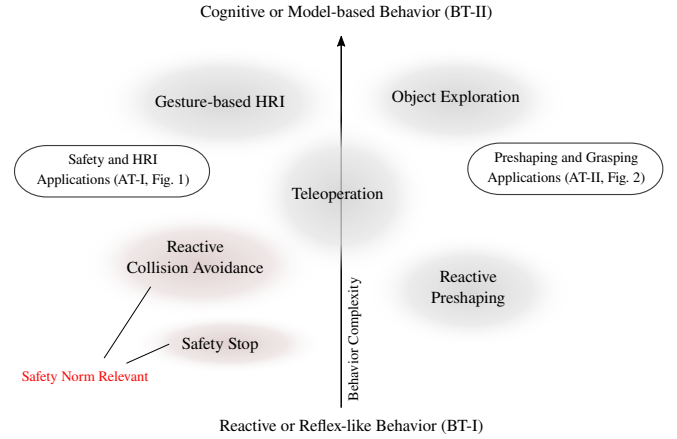 Cognitive or Model-based Behavior (BT-II)
Gesture-based HRI
Object Exploration
Safety and HRI
Applications (AT-I, Fig. 1)
Preshaping and Grasping
Applications (AT-II, Fig. 2)
Teleoperation
Reactive
Collision Avoidance
Reactive
Preshaping
Behavior Complexity
Safety Stop
Safety Norm Relevant
Reactive or Reflex-like Behavior (BT-I)